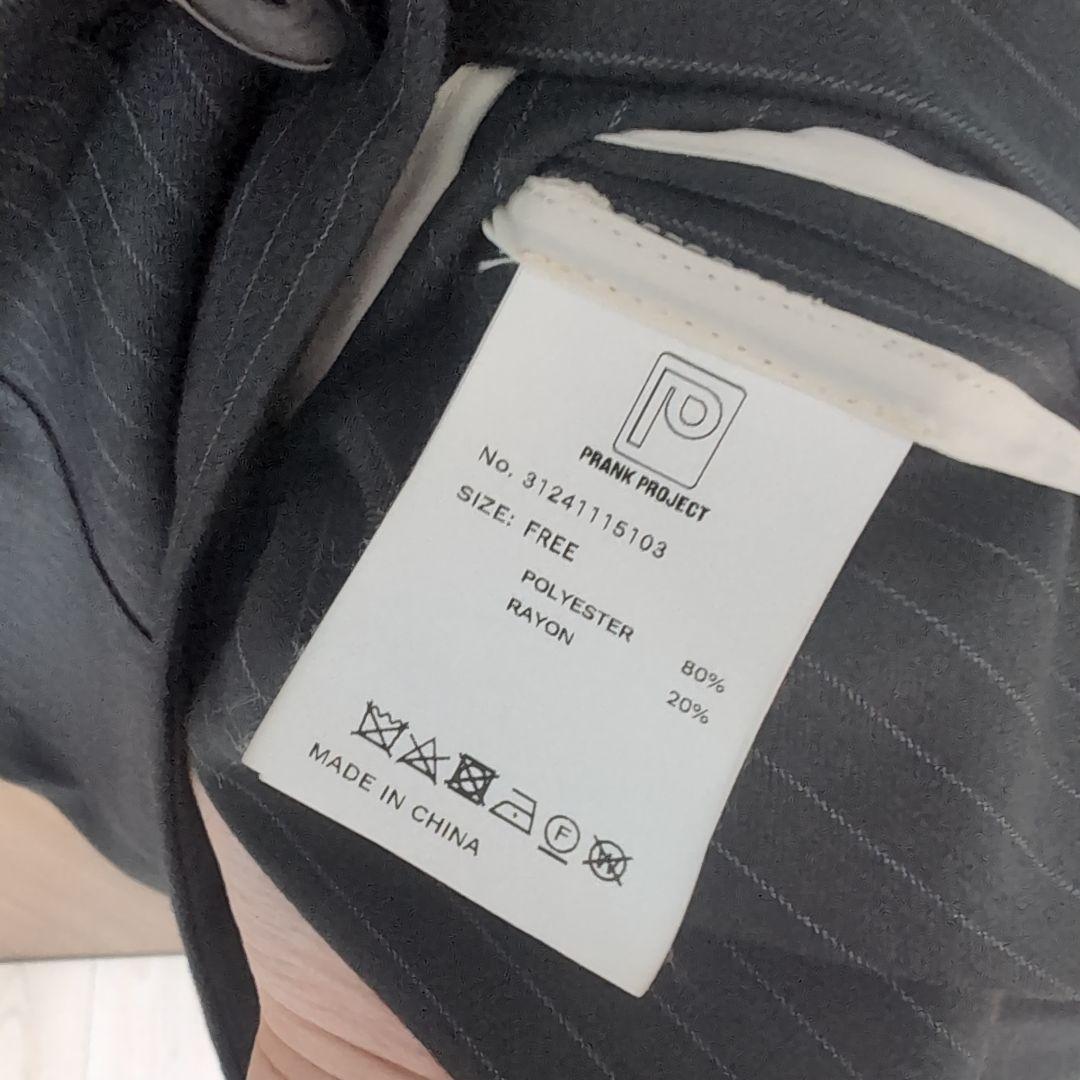 PRANK PROJECT
No. 31241115103
SIZE: FREE
POLYESTER 80%
RAYON 20%
F
W
MADE IN CHINA